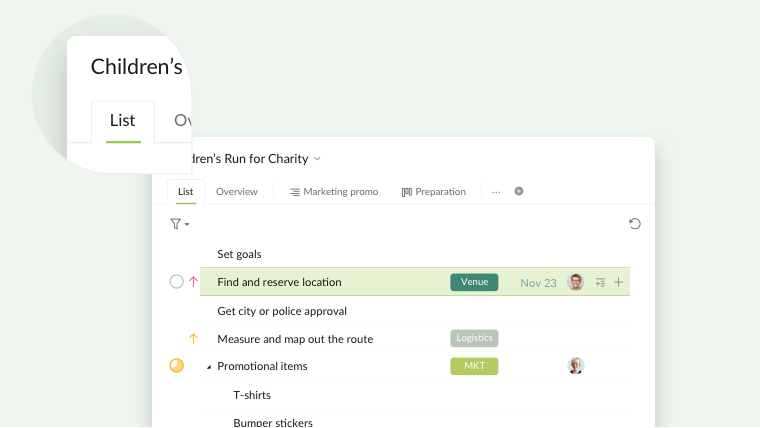 Children's
List Ov
dren's Run for Charity
List Overview Marketing promo Preparation ...
Set goals
Find and reserve location Venue Nov 23
Get city or police approval
Measure and map out the route Logistics
Promotional items MKT
T-shirts
Bumper stickers